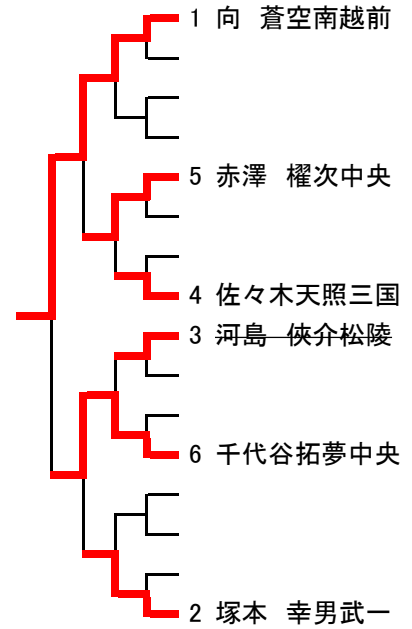 1 向 蒼空南越前
5 赤澤 櫂次中央
4 佐々木天照三国
3 河島 俠介松陵
6 千代谷拓夢中央
2 塚本 幸男武一